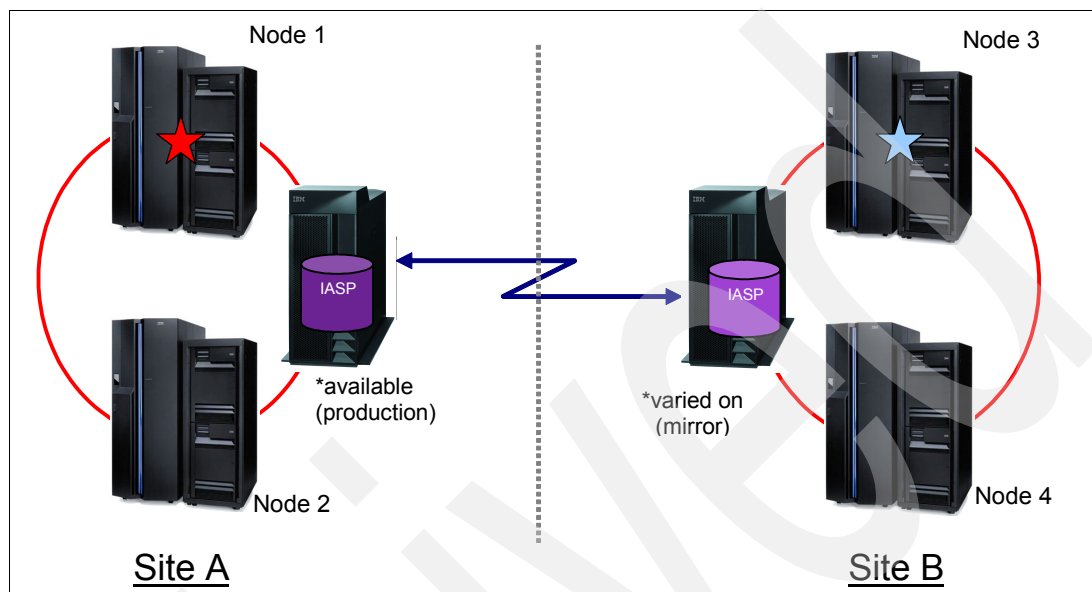 Node 1
Node 3
IASP
IASP
*available
(production)
*varied on
(mirror)
Node 2
Node 4
Site A
Site B